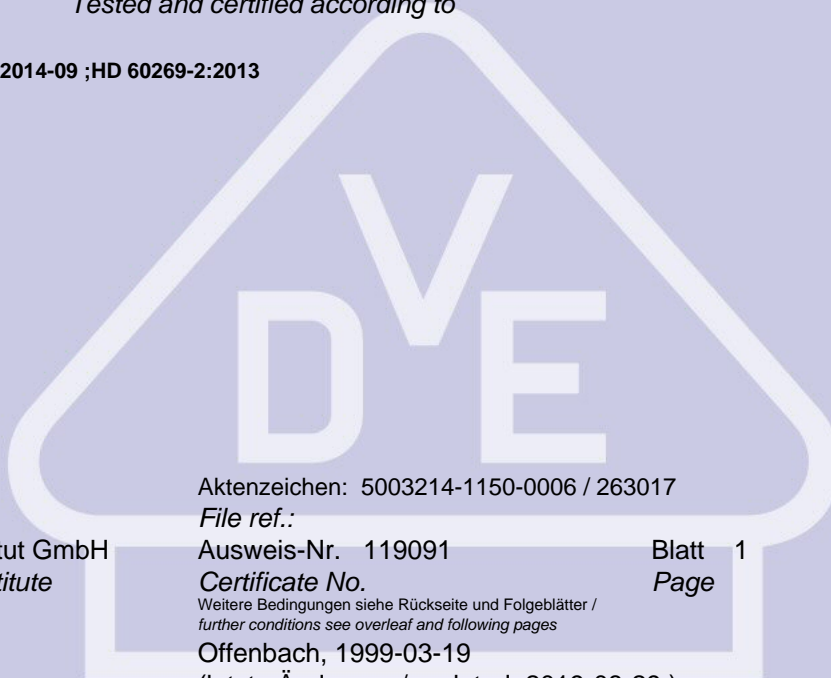 Tested and certified according to
2014-09 ;HD 60269-2:2013
VDE
Aktenzeichen: 5003214-1150-0006 / 263017
File ref.:
tut GmbH Ausweis-Nr. 119091 Blatt 1
titute Certificate No. Page
Weitere Bedingungen siehe Rückseite und Folgeblätter /
further conditions see overleaf and following pages
Offenbach, 1999-03-19